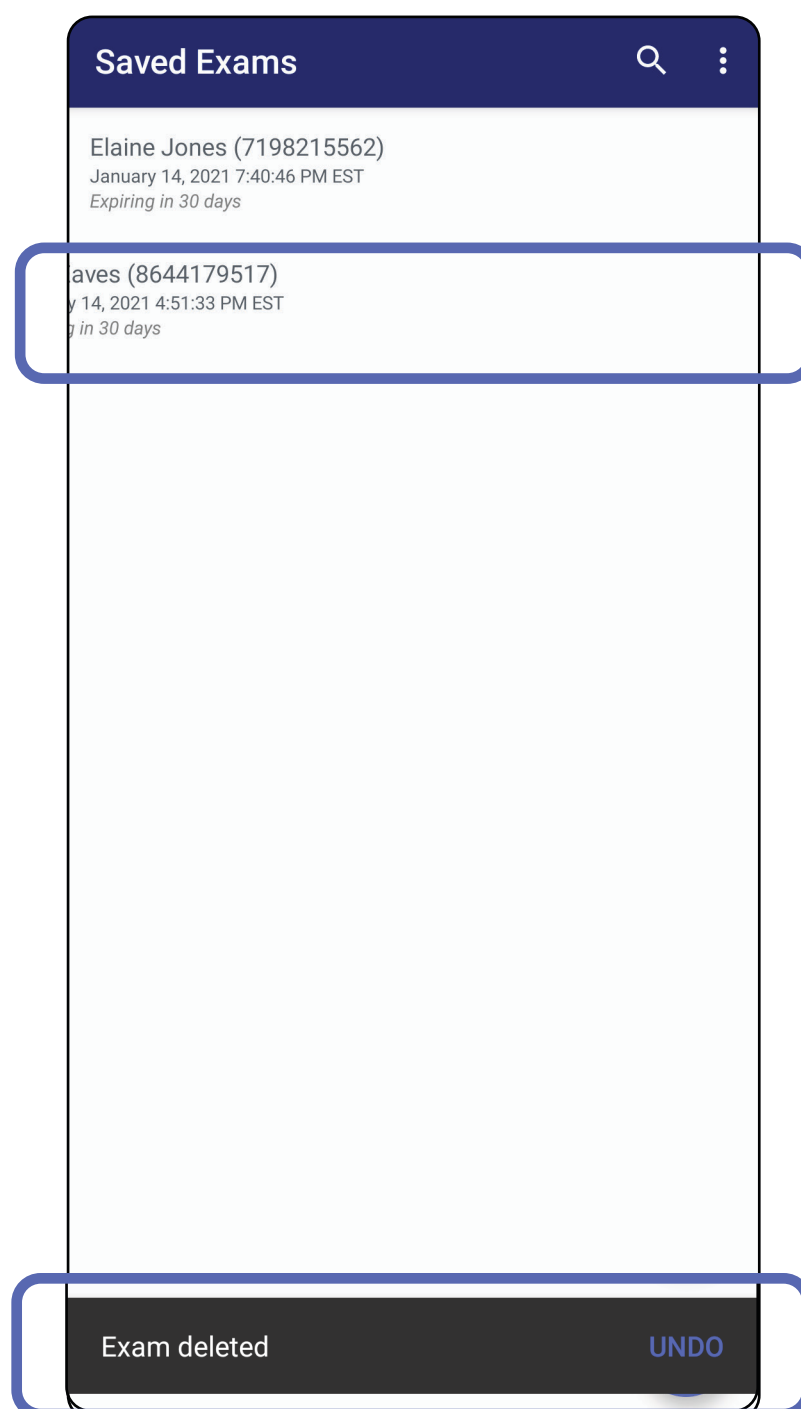 Saved Exams
Elaine Jones (7198215562)
January 14, 2021 7:40:46 PM EST
Expiring in 30 days
aves (8644179517)
y 14, 2021 4:51:33 PM EST
g in 30 days
Exam deleted UNDO